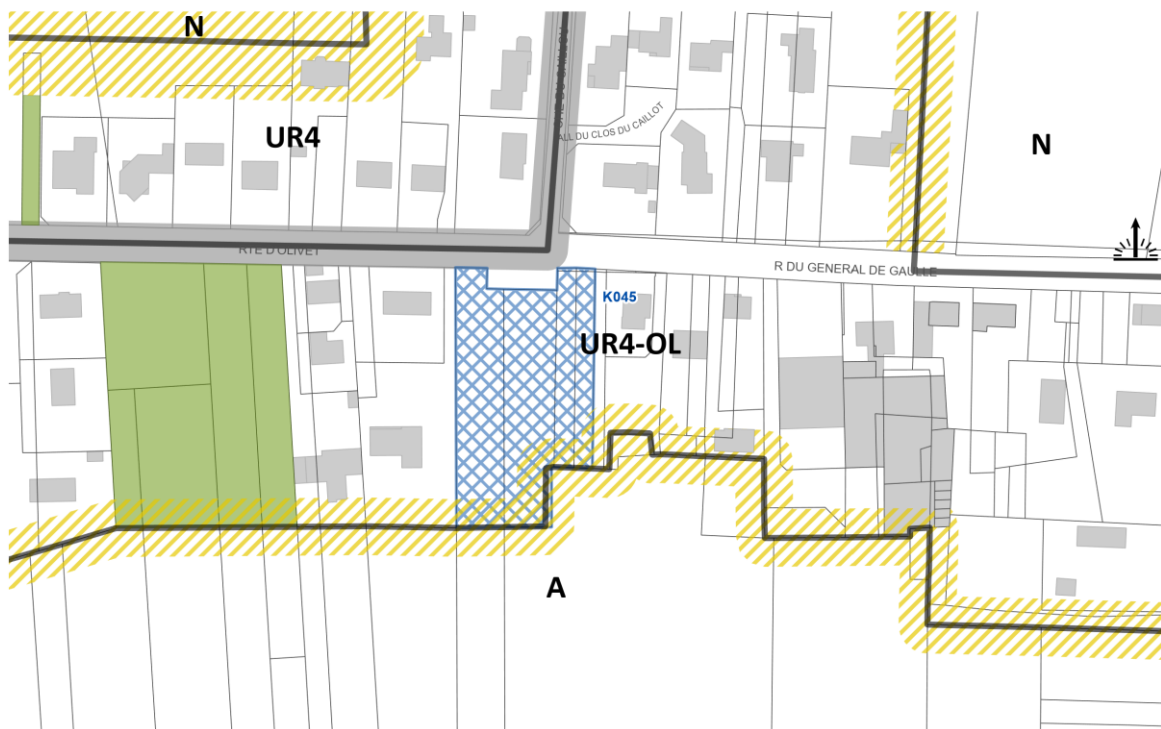 N
UR4
ALL DU CLOS DU CAILLOT
N
RTE D'OLIVET
R DU GENERAL DE GAULLE
K045
UR4-OL
A